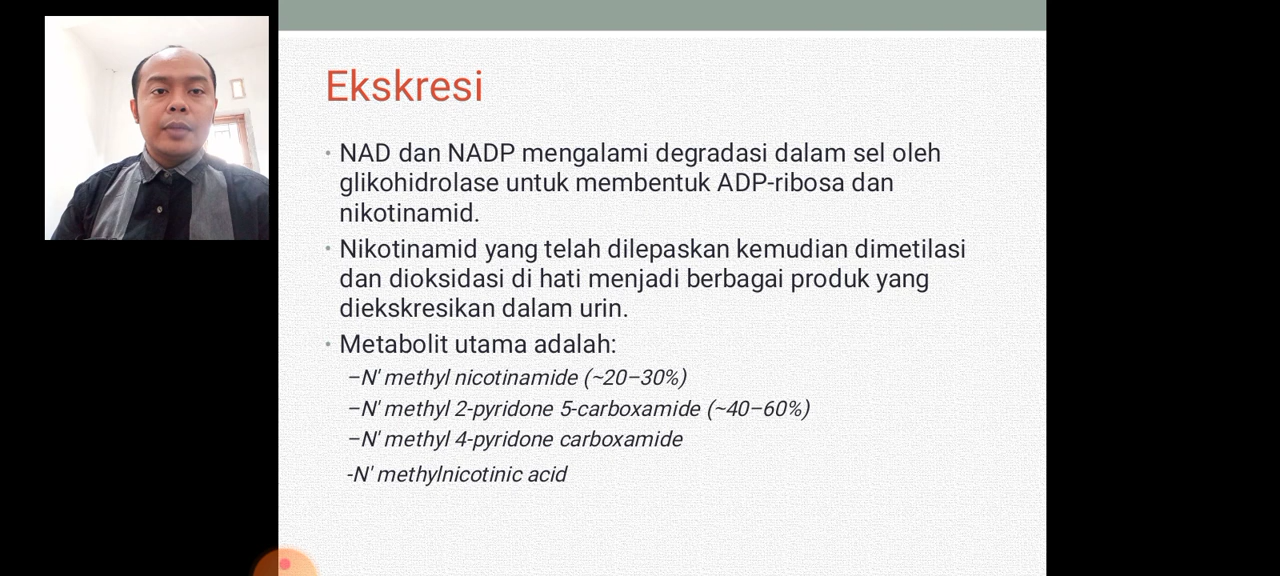 Ekskresi
• NAD dan NADP mengalami degradasi dalam sel oleh
glikohidrolase untuk membentuk ADP-ribosa dan
nikotinamid.
• Nikotinamid yang telah dilepaskan kemudian dimetilasi
dan dioksidasi di hati menjadi berbagai produk yang
diekskresikan dalam urin.
• Metabolit utama adalah:
–N' methyl nicotinamide (~20–30%)
–N' methyl 2-pyridone 5-carboxamide (~40–60%)
–N' methyl 4-pyridone carboxamide
-N' methylnicotinic acid